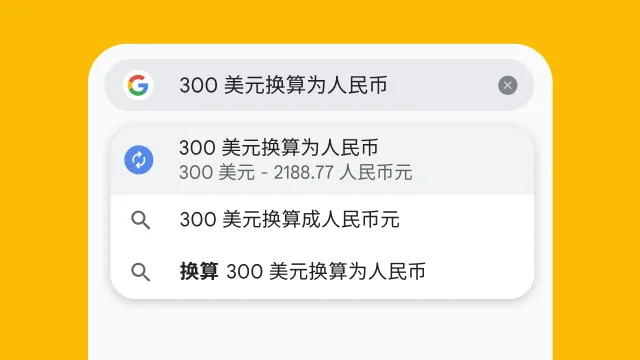 300 美元换算为人民币
300 美元换算为人民币
300 美元 - 2188.77 人民币元
300 美元换算成人民币元
换算 300 美元换算为人民币